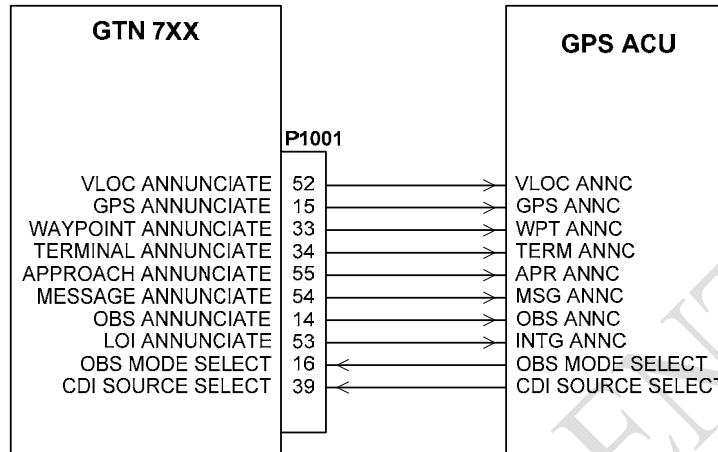 GTN 7XX
GPS ACU
P1001
VLOC ANNUNCIATE 52 VLOC ANNC
GPS ANNUNCIATE 15 GPS ANNC
WAYPOINT ANNUNCIATE 33 WPT ANNC
TERMINAL ANNUNCIATE 34 TERM ANNC
APPROACH ANNUNCIATE 55 APR ANNC
MESSAGE ANNUNCIATE 54 MSG ANNC
OBS ANNUNCIATE 14 OBS ANNC
LOI ANNUNCIATE 53 INTG ANNC
OBS MODE SELECT 16 OBS MODE SELECT
CDI SOURCE SELECT 39 CDI SOURCE SELECT